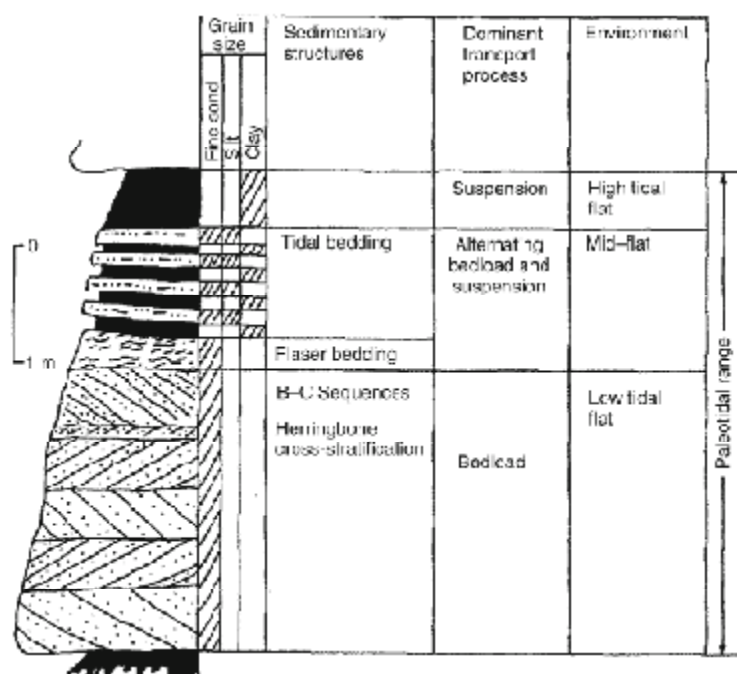 Grain
size
Fine sand
Silt
Clay
Sedimentary
structures
Dominant
transport
process
Environment
Suspension
High tidal
flat
Tidal bedding
Alternating
bedload and
suspension
Mid-flat
Flaser bedding
B-C Sequences
Herringbone
cross-stratification
Bedload
Low tidal
flat
0
1 m
Paleotidal range